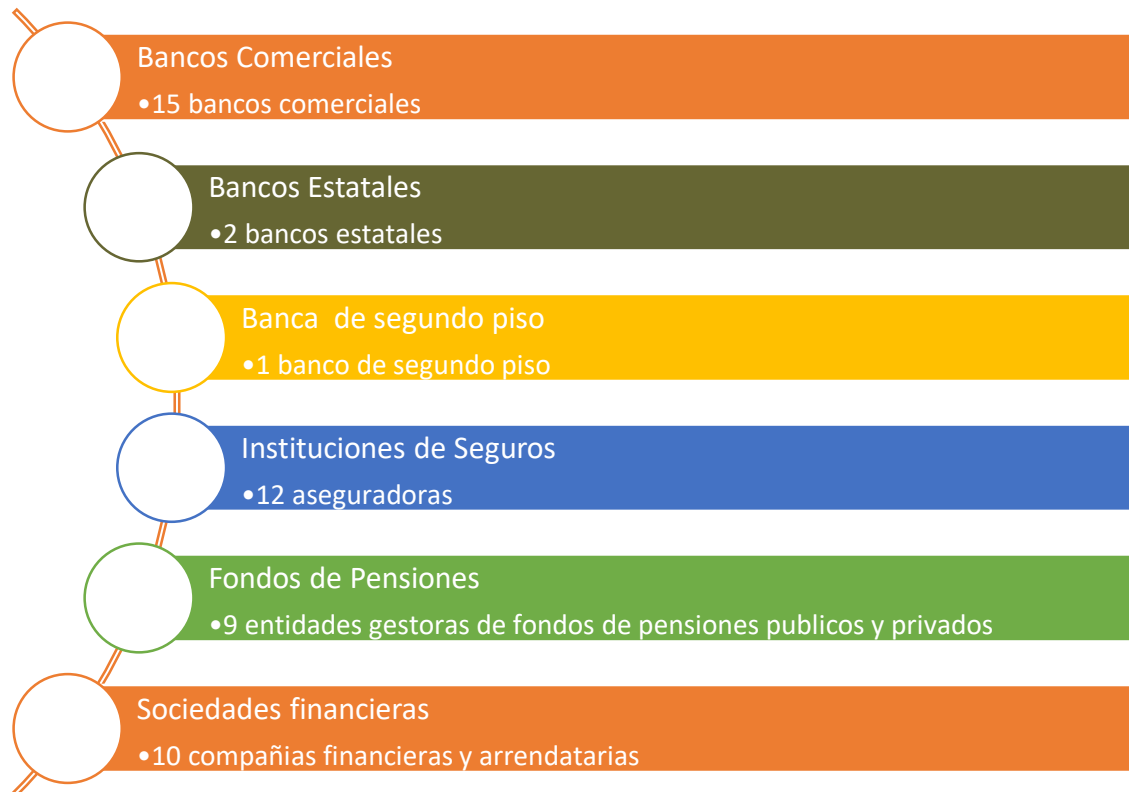 Bancos Comerciales
•15 bancos comerciales
Bancos Estatales
•2 bancos estatales
Banca  de segundo piso
•1 banco de segundo piso
Instituciones de Seguros
•12 aseguradoras
Fondos de Pensiones
•9 entidades gestoras de fondos de pensiones publicos y privados
Sociedades financieras
•10 compañias financieras y arrendatarias